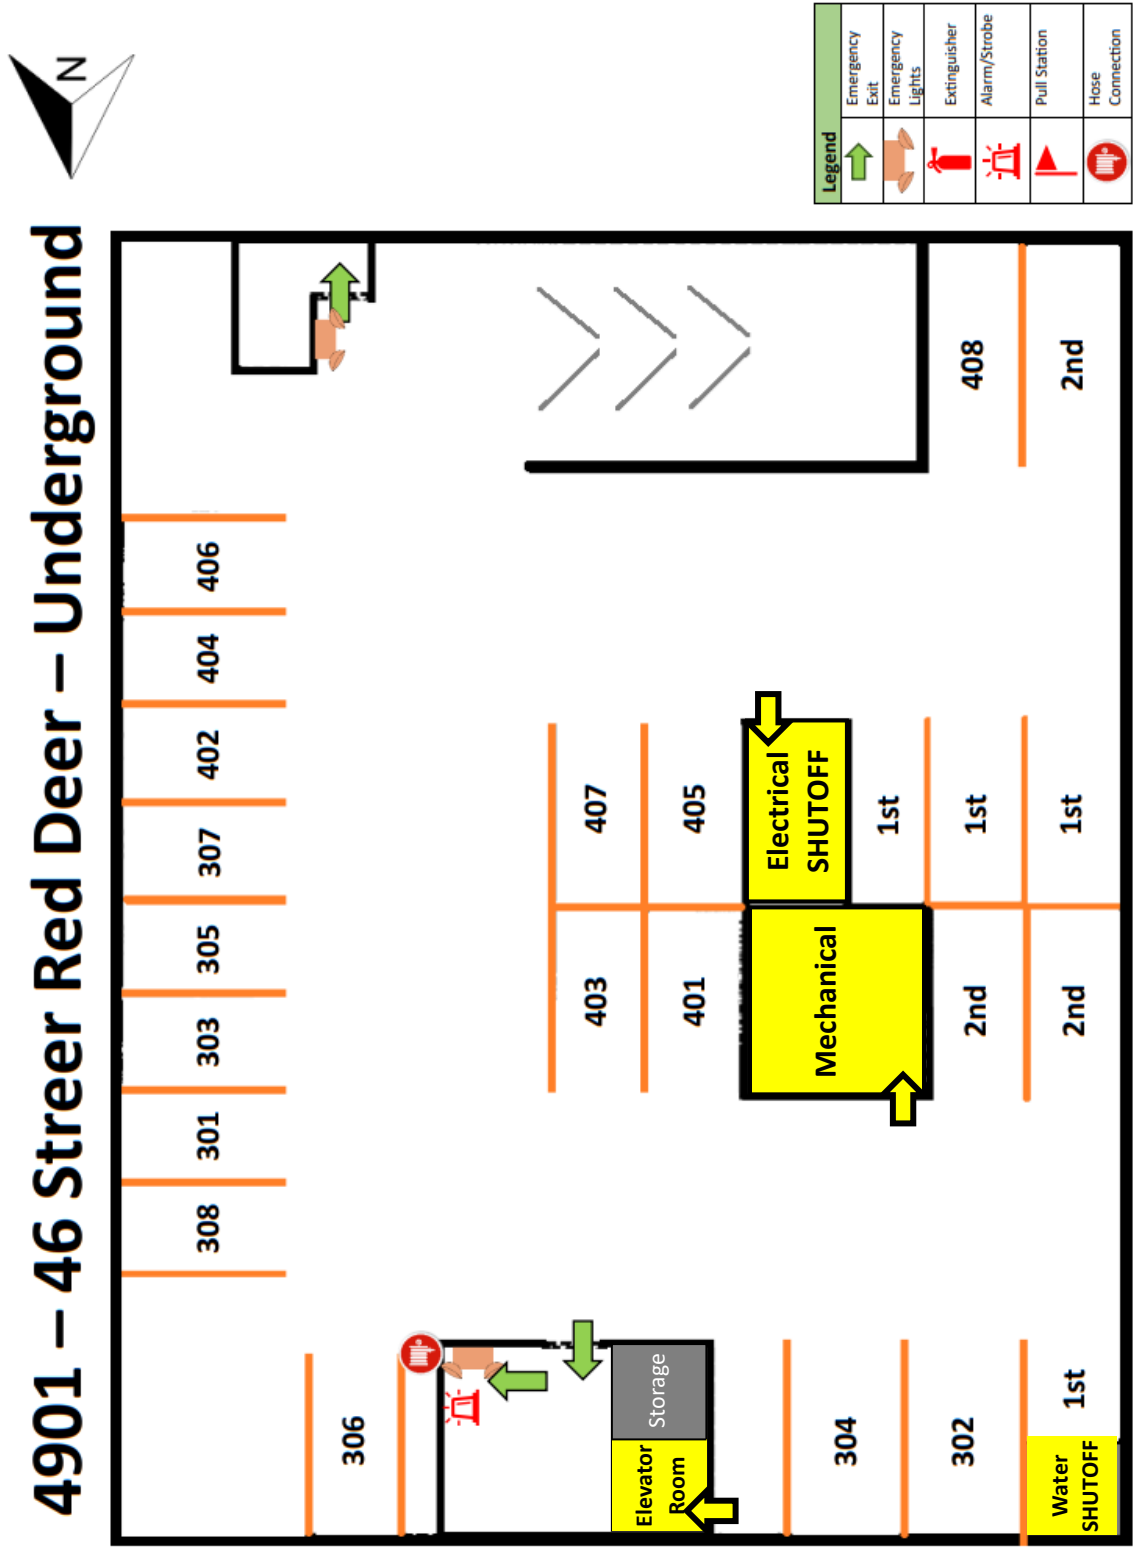 4901 – 46 Streer Red Deer – Underground
N
Legend
Emergency
Exit
Emergency
Lights
Extinguisher
Alarm/Strobe
Pull Station
Hose
Connection
308
301
303
305
307
402
404
406
306
403
407
401
405
Elevator
Room
Storage
Mechanical
Electrical
SHUTOFF
304
1st
302
2nd
1st
408
Water
SHUTOFF
1st
2nd
1st
2nd